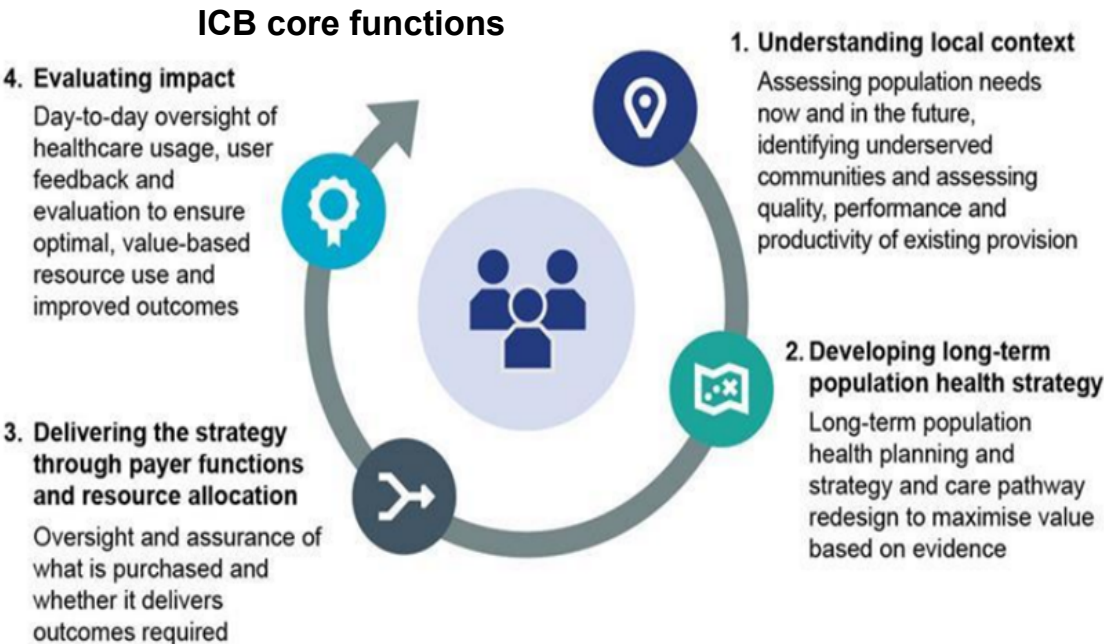 ICB core functions
1. Understanding local context
Assessing population needs
now and in the future,
identifying underserved
communities and assessing
quality, performance and
productivity of existing provision
2. Developing long-term
population health strategy
Long-term population
health planning and
strategy and care pathway
redesign to maximise value
based on evidence
3. Delivering the strategy
through payer functions
and resource allocation
Oversight and assurance of
what is purchased and
whether it delivers
outcomes required
4. Evaluating impact
Day-to-day oversight of
healthcare usage, user
feedback and
evaluation to ensure
optimal, value-based
resource use and
improved outcomes